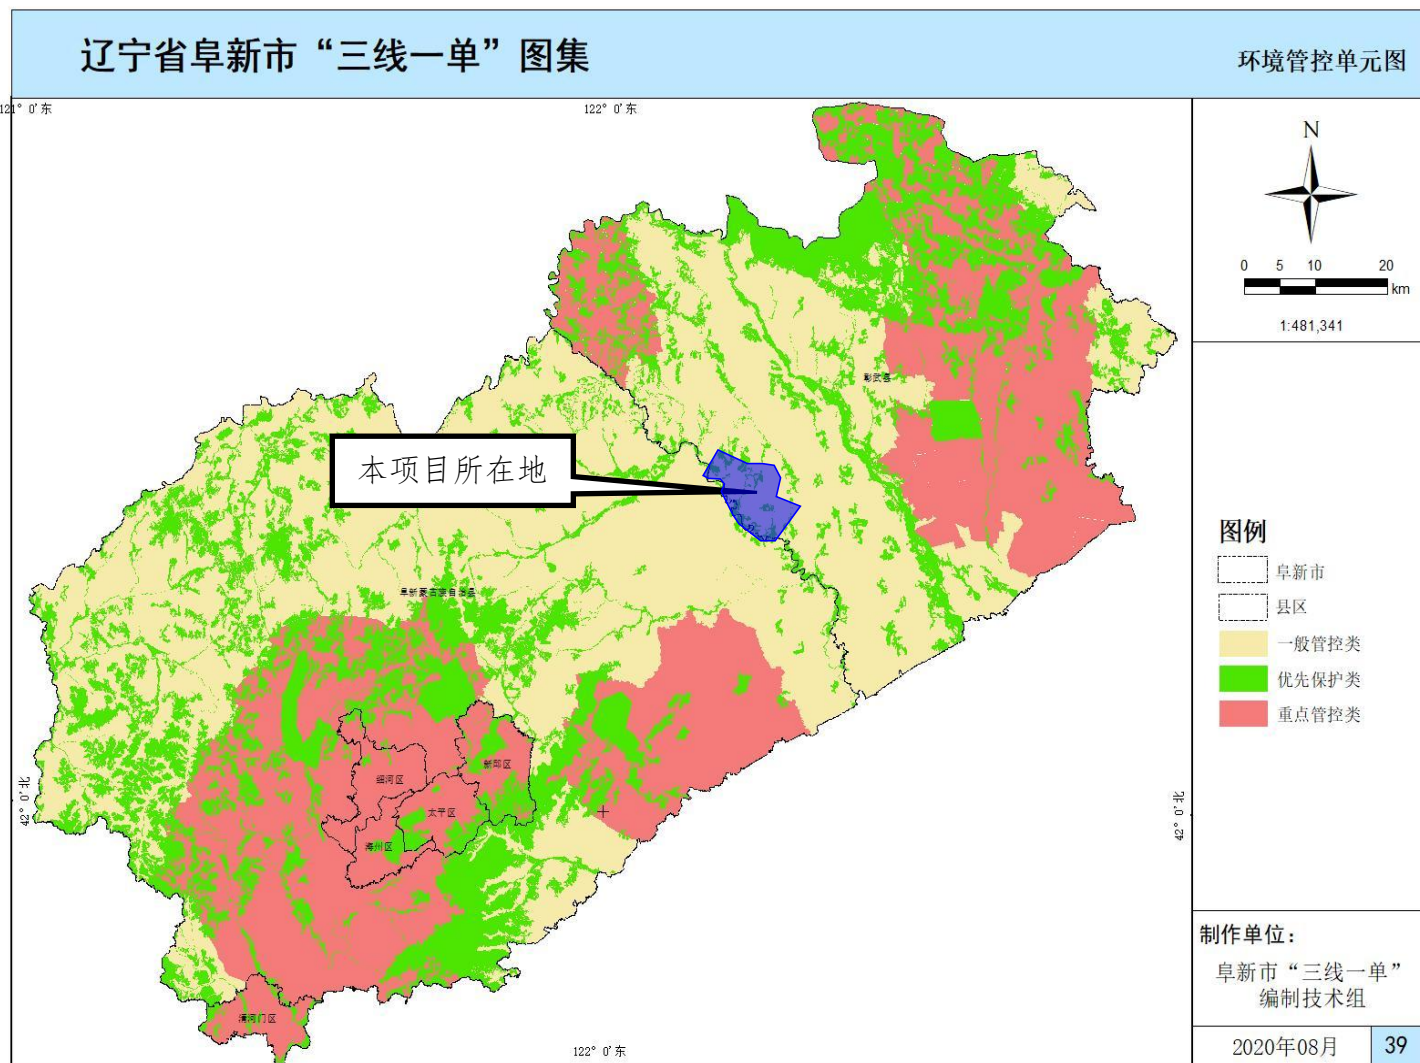 辽宁省阜新市“三线一单”图集
环境管控单元图
121° 0′东
122° 0′东
N
0 5 10 20
km
1:481,341
彰武县
本项目所在地
阜新蒙古族自治县
图例
阜新市
县区
一般管控类
优先保护类
重点管控类
新邱区
细河区
太平区
海州区
清河门区
42° 0′北
42° 0′北
制作单位：
阜新市“三线一单”
编制技术组
122° 0′东
2020年08月
39